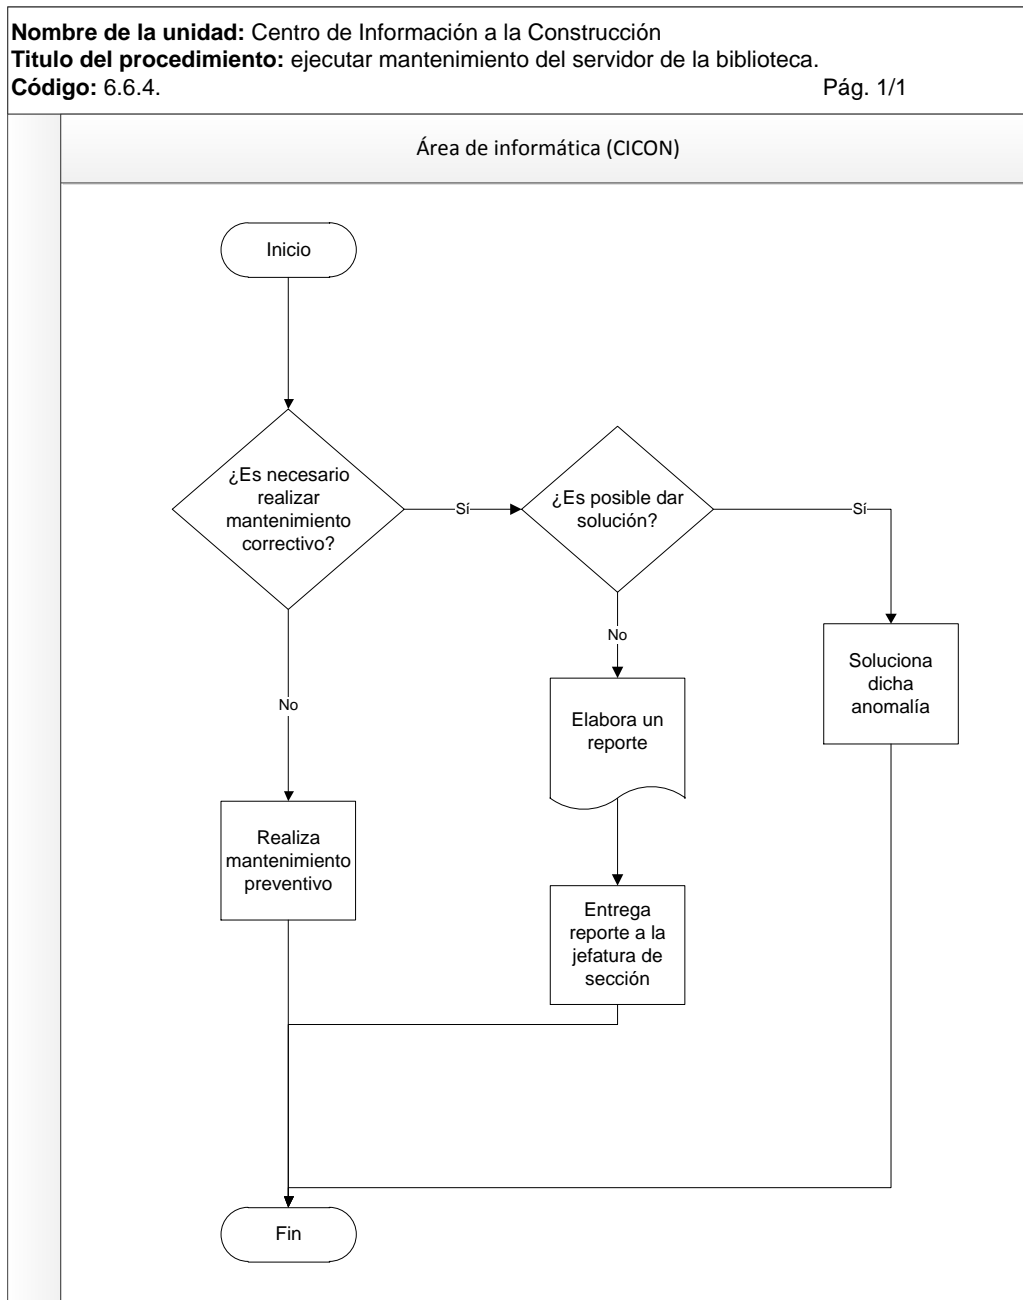 Nombre de la unidad: Centro de Información a la Construcción
Titulo del procedimiento: ejecutar mantenimiento del servidor de la biblioteca.
Código: 6.6.4. Pág. 1/1
Área de informática (CICON)
Inicio
¿Es necesario
realizar
mantenimiento
correctivo?
Sí
¿Es posible dar
solución?
Sí
No
No
Soluciona
dicha
anomalía
Elabora un
reporte
Realiza
mantenimiento
preventivo
Entrega
reporte a la
jefatura de
sección
Fin